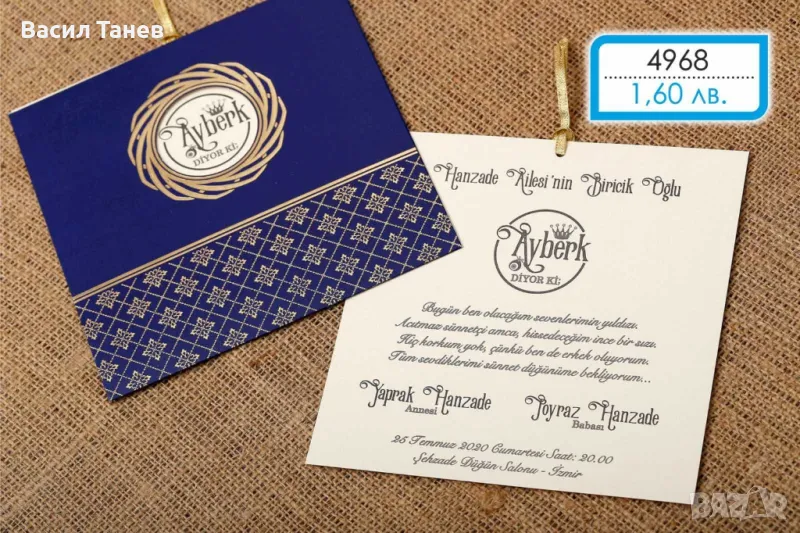 Васил Танев
4968
1,60 лв.
Ayberk
DİYOR Kİ;
Hanzade Ailesi'nin Biricik Oğlu
Ayberk
DİYOR Kİ;
Bugün ben olacağım sevenlerimin yıldızı.
Acıtmaz sünnetçi amca, hissedeceğim ince bir sızı.
Hiç korkum yok, çünkü ben de erkek oluyorum.
Tüm sevdiklerimi sünnet düğünüme bekliyorum...
Yaprak Hanzade
Annesi
Poyraz Hanzade
Babası
25 Temmuz 2020 Cumartesi Saat: 20.00
Şehzade Düğün Salonu - İzmir
BAZAR